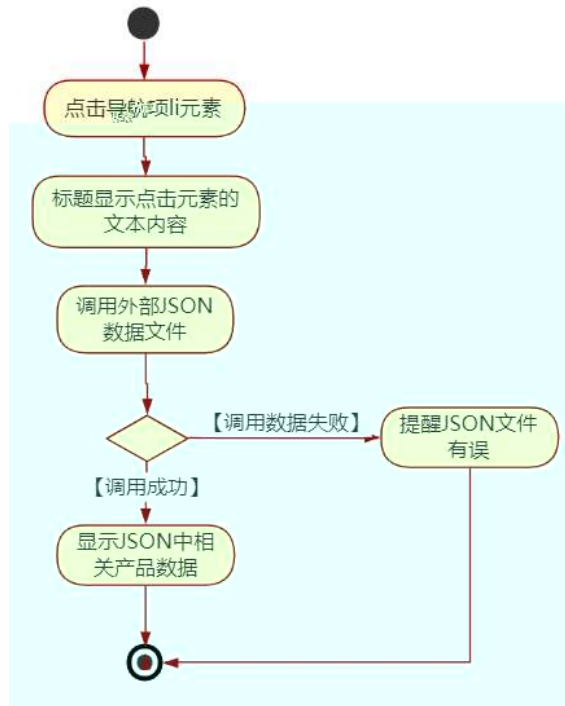 点击导航项li元素
标题显示点击元素的
文本内容
调用外部JSON
数据文件
【调用数据失败】
提醒JSON文件
有误
【调用成功】
显示JSON中相
关产品数据